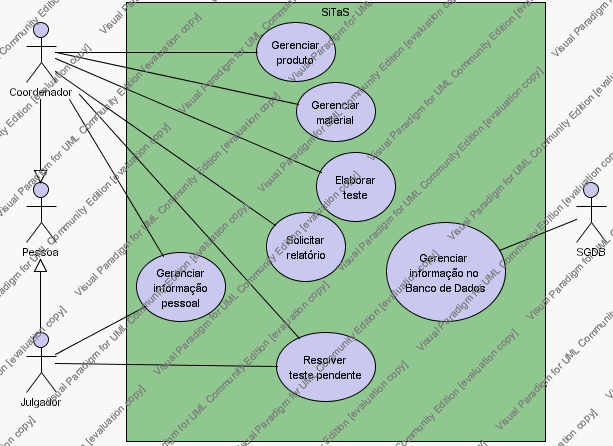 SiTaS
Gerenciar
produto
Coordenador
Gerenciar
material
Elaborar
teste
Pessoa
Solicitar
relatório
Gerenciar
informação no
Banco de Dados
SGDB
Gerenciar
informação
pessoal
Resolver
teste pendente
Julgador
Visual Paradigm for UML Community Edition [evaluation copy]